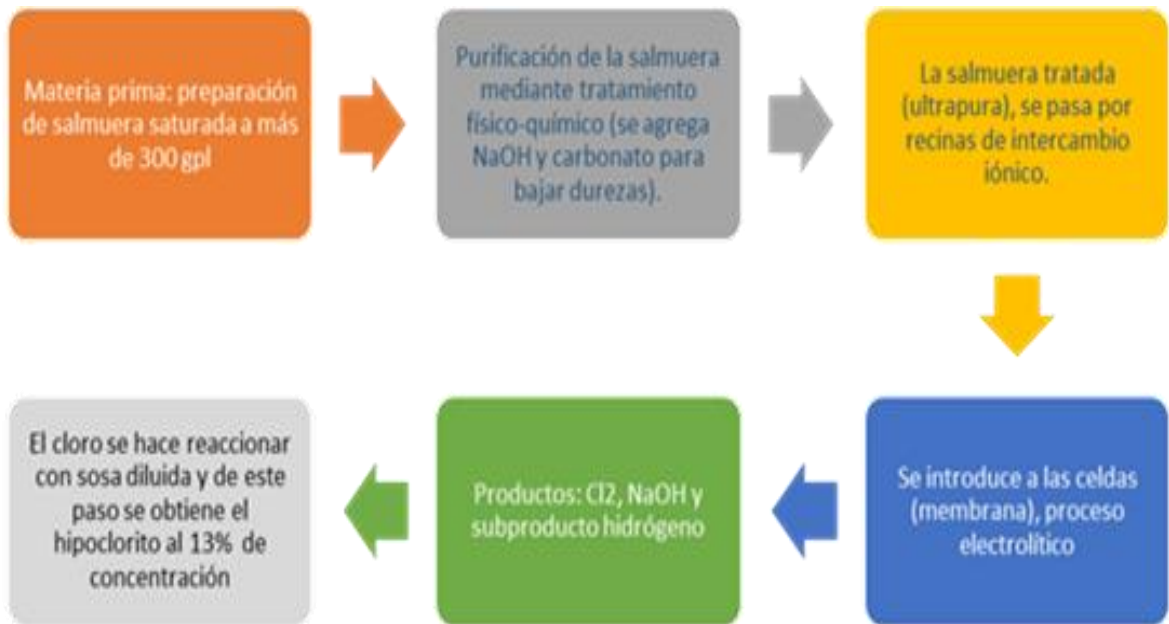 Materia prima: preparación
de salmuera saturada a más
de 300 gpl
Purificación de la salmuera
mediante tratamiento
físico-químico (se agrega
NaOH y carbonato para
bajar durezas).
La salmuera tratada
(ultrapura), se pasa por
recinas de intercambio
iónico.
Se introduce a las celdas
(membrana), proceso
electrolítico
Productos: Cl2, NaOH y
subproducto hidrógeno
El cloro se hace reaccionar
con sosa diluida y de este
paso se obtiene el
hipoclorito al 13% de
concentración